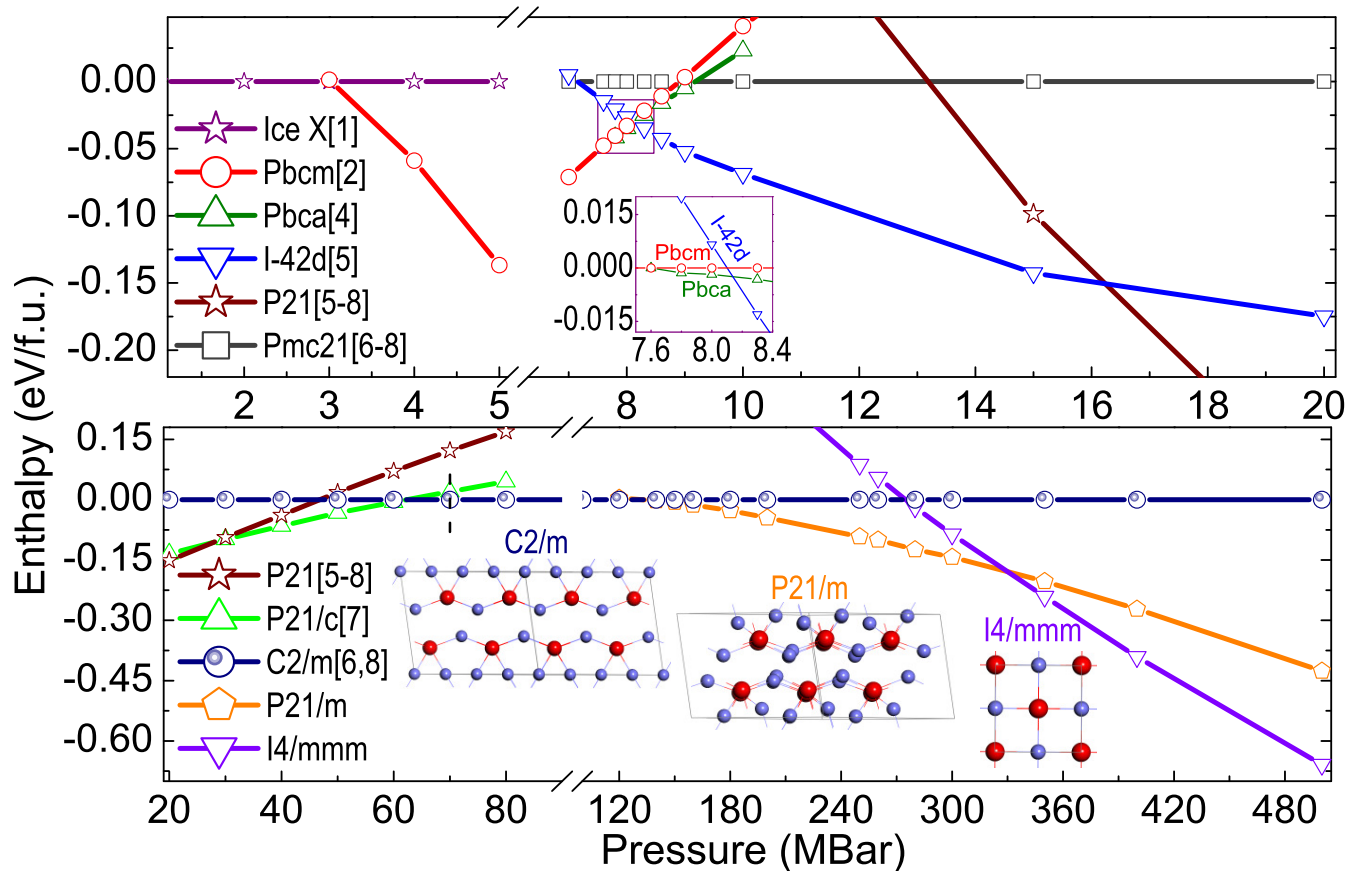 Enthalpy (eV/f.u.)
0.00
-0.05
-0.10
-0.15
-0.20
Ice X[1]
Pbcm[2]
Pbca[4]
I-42d[5]
P21[5-8]
Pmc21[6-8]
0.015
0.000
-0.015
I-42d
Pbcm
Pbca
7.6 8.0 8.4
2 3 4 5 8 10 12 14 16 18 20
0.15
0.00
-0.15
-0.30
-0.45
-0.60
P21[5-8]
P21/c[7]
C2/m[6,8]
P21/m
I4/mmm
C2/m
P21/m
I4/mmm
20 30 40 50 60 70 80 120 180 240 300 360 420 480
Pressure (MBar)